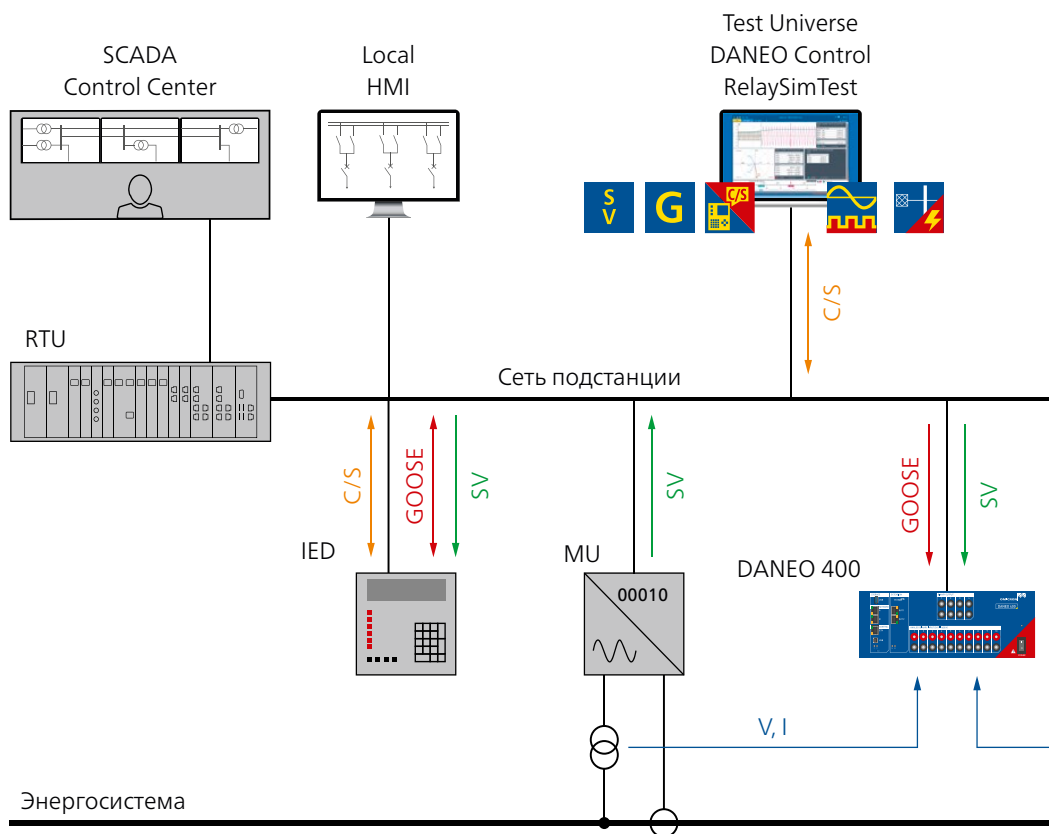 SCADA
Control Center
Local
HMI
Test Universe
DANEO Control
RelaySimTest
S
V
G
C/S
C/S
RTU
Сеть подстанции
C/S
GOOSE
SV
SV
GOOSE
SV
IED
MU
DANEO 400
00010
V, I
Энергосистема